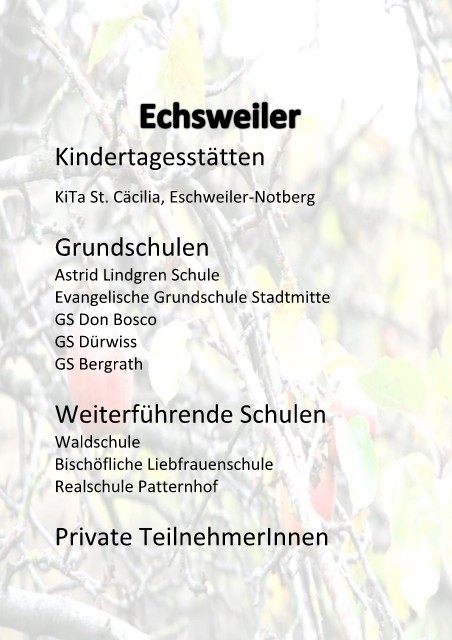 Echsweiler
Kindertagesstätten
KiTa St. Cäcilia, Eschweiler-Notberg
Grundschulen
Astrid Lindgren Schule
Evangelische Grundschule Stadtmitte
GS Don Bosco
GS Dürwiss
GS Bergrath
Weiterführende Schulen
Waldschule
Bischöfliche Liebfrauenschule
Realschule Patternhof
Private TeilnehmerInnen